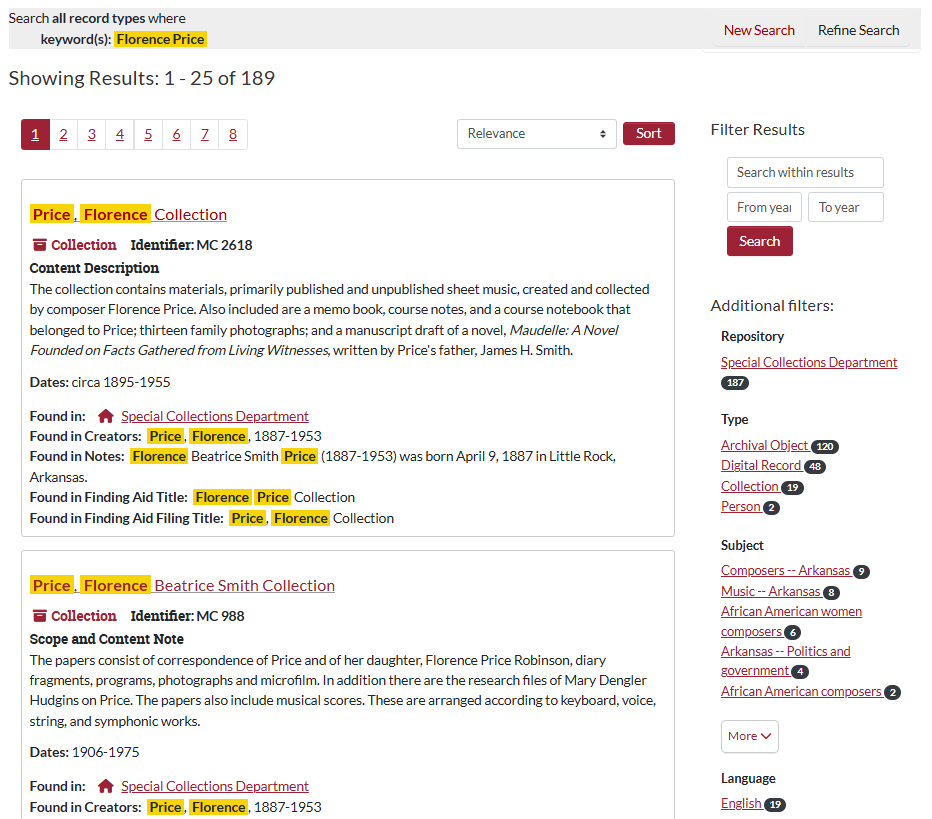 Search all record types where
keyword(s): Florence Price
New Search Refine Search
Showing Results: 1 - 25 of 189
1 2 3 4 5 6 7 8
Relevance Sort
Price, Florence Collection
Collection Identifier: MC 2618
Content Description
The collection contains materials, primarily published and unpublished sheet music, created and collected
by composer Florence Price. Also included are a memo book, course notes, and a course notebook that
belonged to Price; thirteen family photographs; and a manuscript draft of a novel, Maudelle: A Novel
Founded on Facts Gathered from Living Witnesses, written by Price's father, James H. Smith.
Dates: circa 1895-1955
Found in: Special Collections Department
Found in Creators: Price, Florence, 1887-1953
Found in Notes: Florence Beatrice Smith Price (1887-1953) was born April 9, 1887 in Little Rock,
Arkansas.
Found in Finding Aid Title: Florence Price Collection
Found in Finding Aid Filing Title: Price, Florence Collection
Price, Florence Beatrice Smith Collection
Collection Identifier: MC 988
Scope and Content Note
The papers consist of correspondence of Price and of her daughter, Florence Price Robinson, diary
fragments, programs, photographs and microfilm. In addition there are the research files of Mary Dengler
Hudgins on Price. The papers also include musical scores. These are arranged according to keyboard, voice,
string, and symphonic works.
Dates: 1906-1975
Found in: Special Collections Department
Found in Creators: Price, Florence, 1887-1953
Filter Results
Search within results
From year To year
Search
Additional filters:
Repository
Special Collections Department
187
Type
Archival Object 120
Digital Record 48
Collection 19
Person 2
Subject
Composers -- Arkansas 9
Music -- Arkansas 8
African American women
composers 6
Arkansas -- Politics and
government 4
African American composers 2
More
Language
English 19